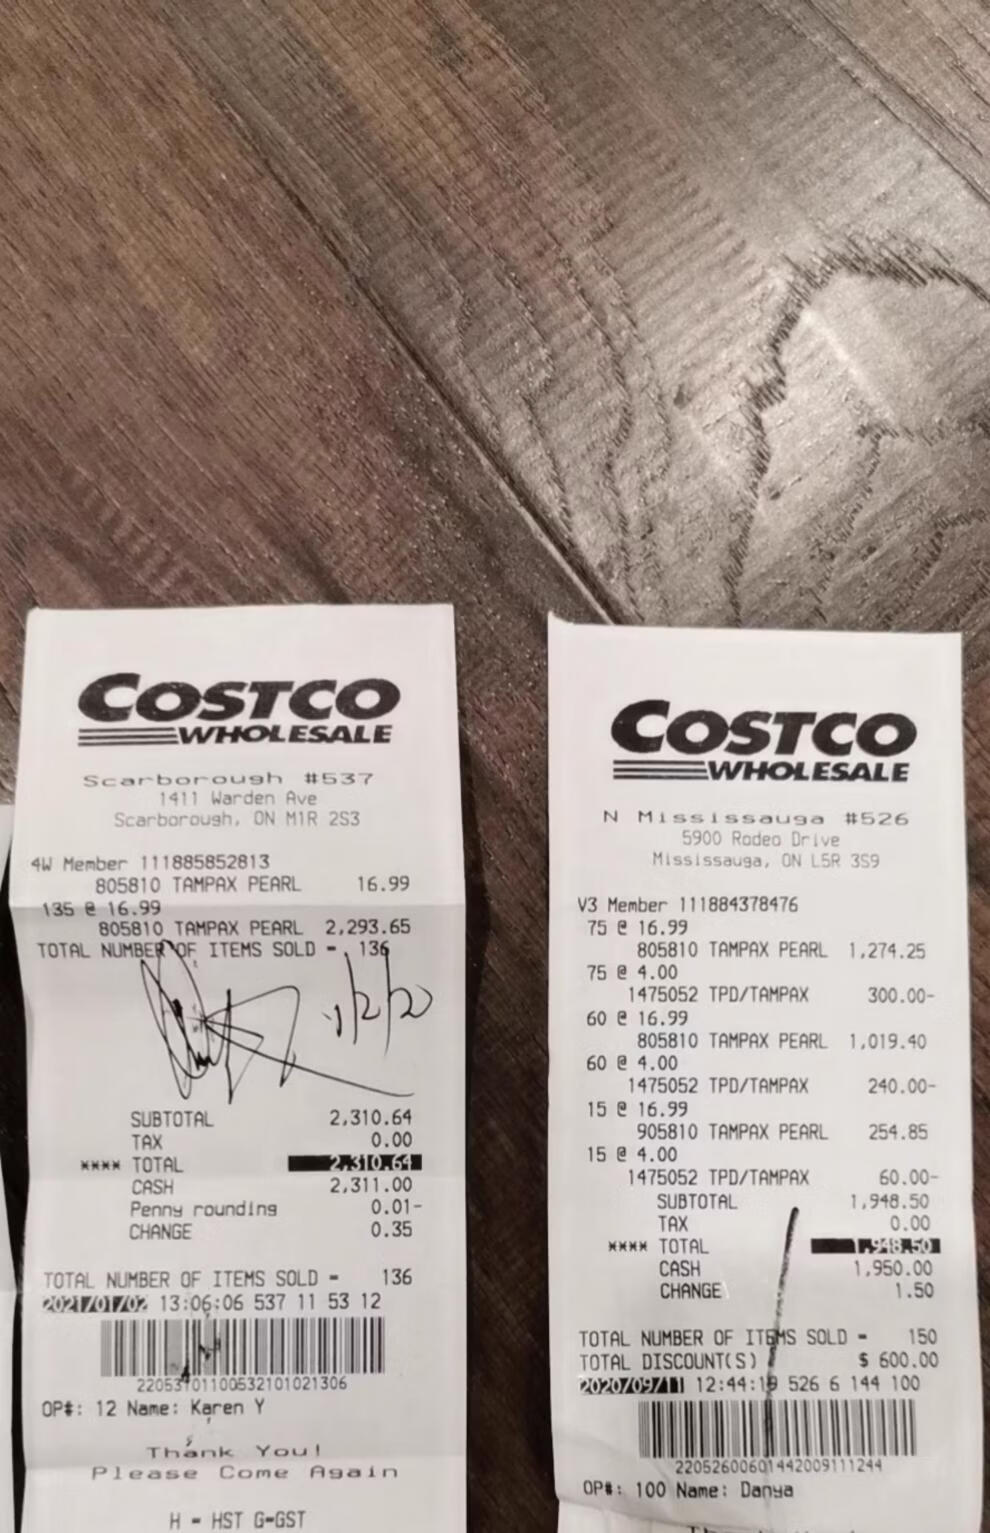 COSTCO
WHOLESALE
Scarborough #537
1411 Warden Ave
Scarborough, ON M1R 2S3
4W Member 111885852813
805810 TAMPAX PEARL 16.99
135 @ 16.99
805810 TAMPAX PEARL 2,293.65
TOTAL NUMBER OF ITEMS SOLD = 136
1/2/20
SUBTOTAL 2,310.64
TAX 0.00
**** TOTAL 2,310.64
CASH 2,311.00
Penny rounding 0.01-
CHANGE 0.35
TOTAL NUMBER OF ITEMS SOLD = 136
2021/01/02 13:06:06 537 11 53 12
OP#: 12 Name: Karen Y
Thank You!
Please Come Again
H = HST G=GST
COSTCO
WHOLESALE
N Mississauga #526
5900 Rodeo Drive
Mississauga, ON L5R 3S9
V3 Member 111884378476
75 @ 16.99
805810 TAMPAX PEARL 1,274.25
75 @ 4.00
1475052 TPD/TAMPAX 300.00-
60 @ 16.99
805810 TAMPAX PEARL 1,019.40
60 @ 4.00
1475052 TPD/TAMPAX 240.00-
15 @ 16.99
905810 TAMPAX PEARL 254.85
15 @ 4.00
1475052 TPD/TAMPAX 60.00-
SUBTOTAL 1,948.50
TAX 0.00
**** TOTAL 1,948.50
CASH 1,950.00
CHANGE 1.50
TOTAL NUMBER OF ITEMS SOLD = 150
TOTAL DISCOUNT(S) $ 600.00
2020/09/11 12:44:19 526 6 144 100
22052600601442009111244
OP#: 100 Name: Danya